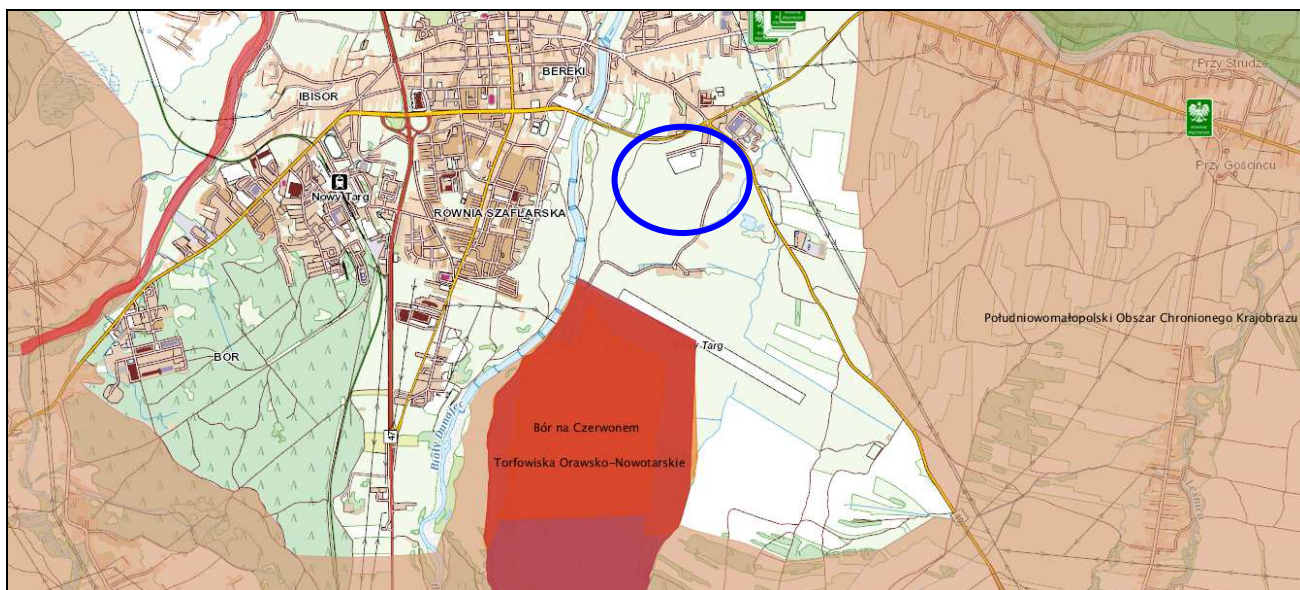 BEREKI
Przy Strudze
IBISOR
Przy Gościńcu
Nowy Targ
RÓWNIA SZAFLARSKA
Południowomałopolski Obszar Chronionego Krajobrazu
Targ
BÓR
Biały Dunajec
Bór na Czerwonem
47
Torfowiska Orawsko-Nowotarskie